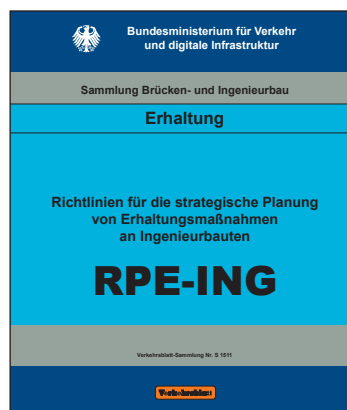 Bundesministerium für Verkehr
und digitale Infrastruktur
Sammlung Brücken- und Ingenieurbau
Erhaltung
Richtlinien für die strategische Planung
von Erhaltungsmaßnahmen
an Ingenieurbauten
RPE-ING
Verkehrsblatt-Sammlung Nr. S 1511
Verkehrsblatt